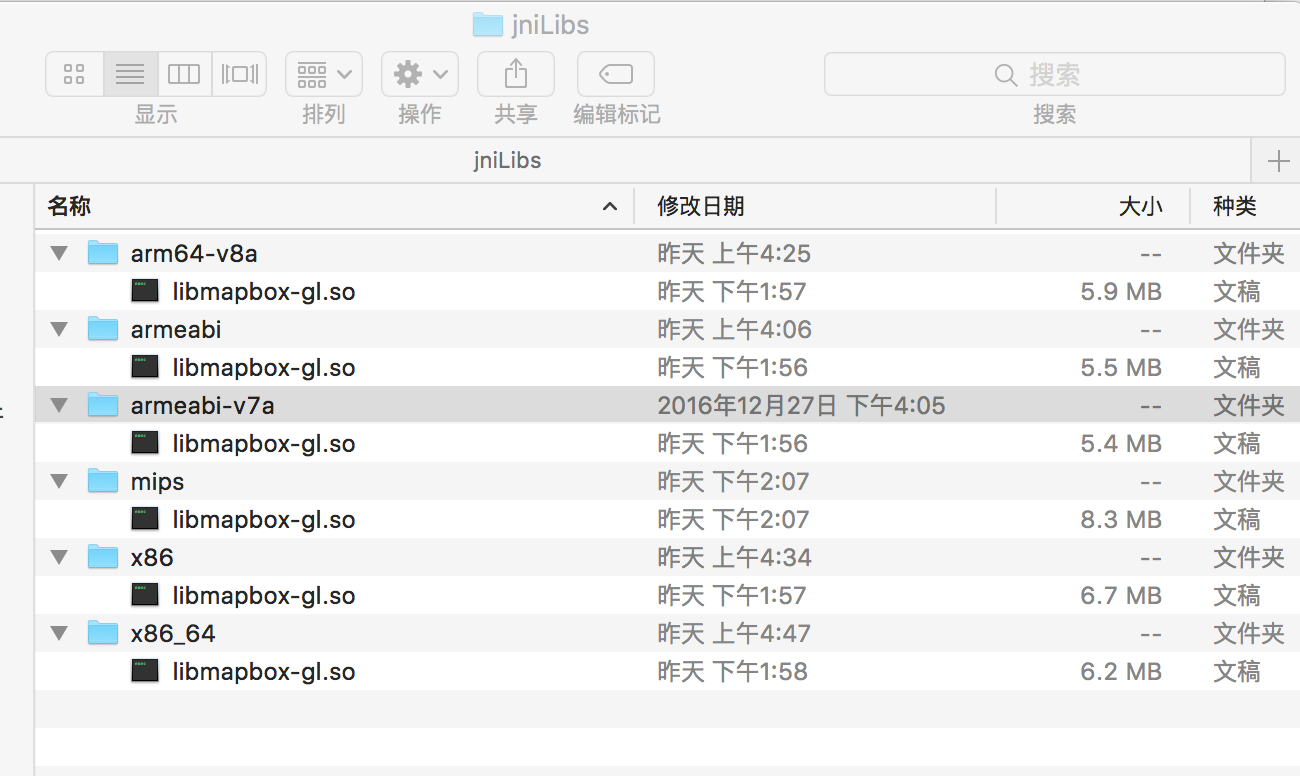 jniLibs
搜索
显示 排列 操作 共享 编辑标记 搜索
jniLibs
名称 修改日期 大小 种类
arm64-v8a 昨天 上午4:25 -- 文件夹
libmapbox-gl.so 昨天 下午1:57 5.9 MB 文稿
armeabi 昨天 上午4:06 -- 文件夹
libmapbox-gl.so 昨天 下午1:56 5.5 MB 文稿
armeabi-v7a 2016年12月27日 下午4:05 -- 文件夹
libmapbox-gl.so 昨天 下午1:56 5.4 MB 文稿
mips 昨天 下午2:07 -- 文件夹
libmapbox-gl.so 昨天 下午2:07 8.3 MB 文稿
x86 昨天 上午4:34 -- 文件夹
libmapbox-gl.so 昨天 下午1:57 6.7 MB 文稿
x86_64 昨天 上午4:47 -- 文件夹
libmapbox-gl.so 昨天 下午1:58 6.2 MB 文稿